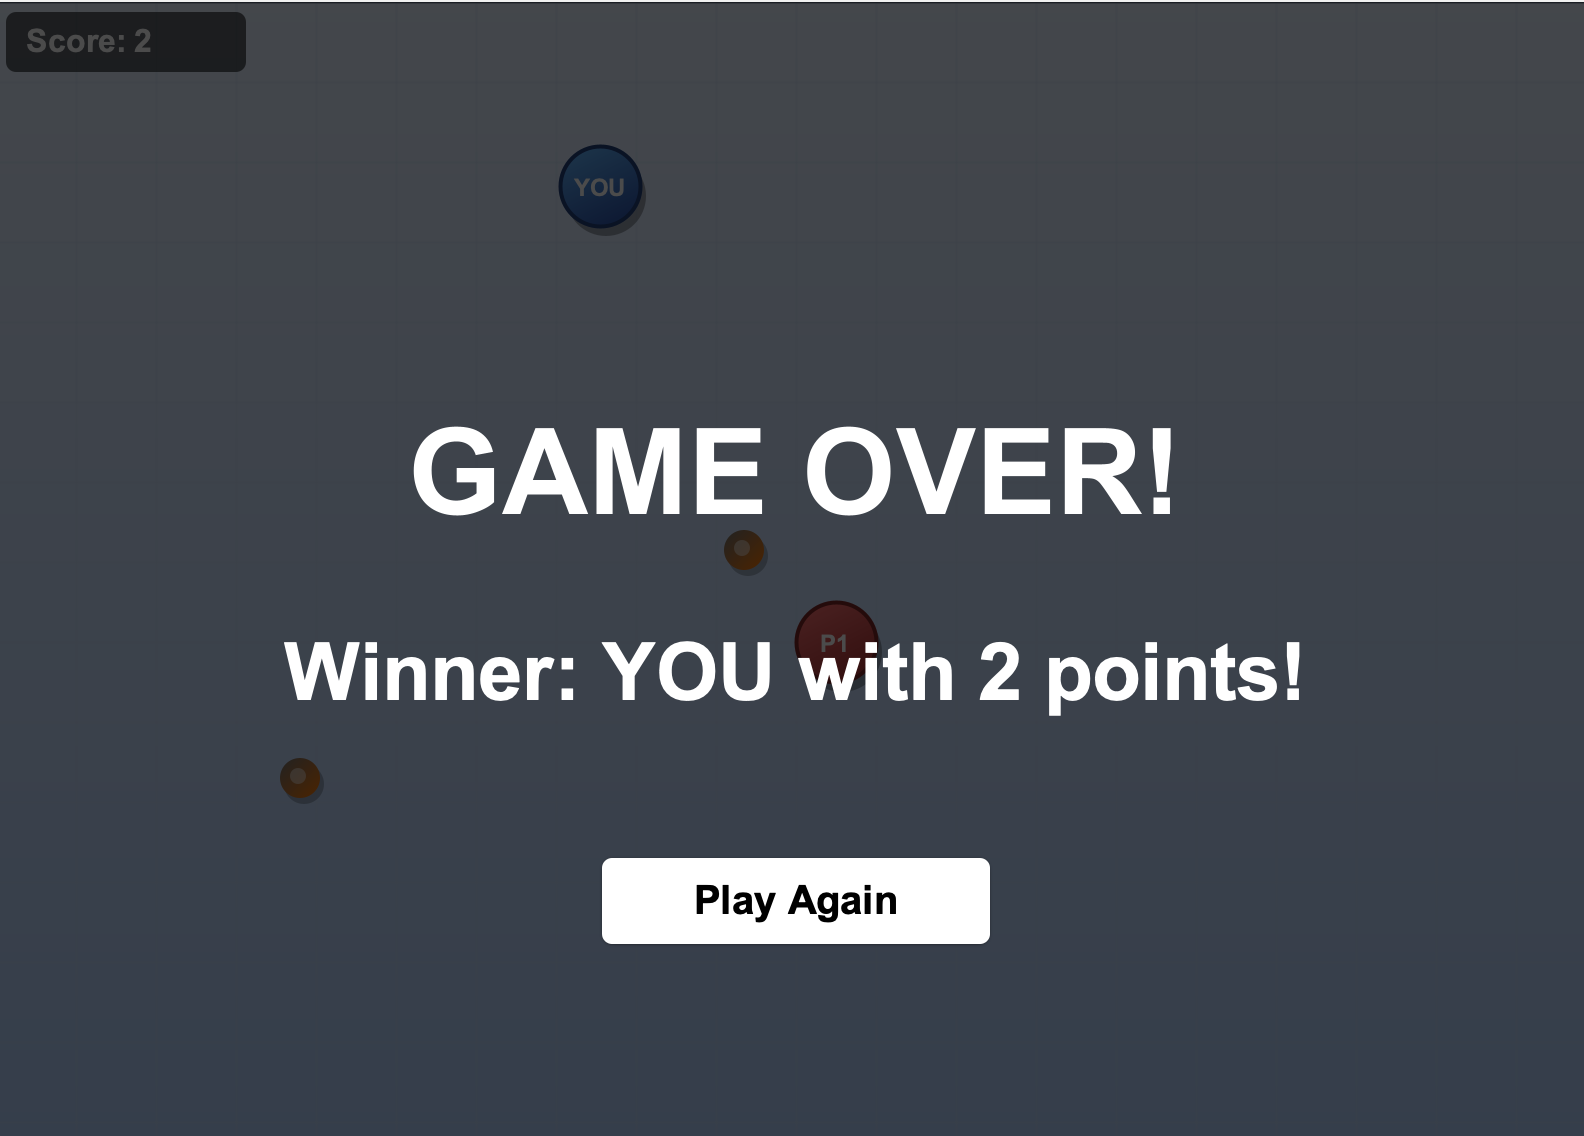 Score: 2
YOU
GAME OVER!
P1
Winner: YOU with 2 points!
Play Again